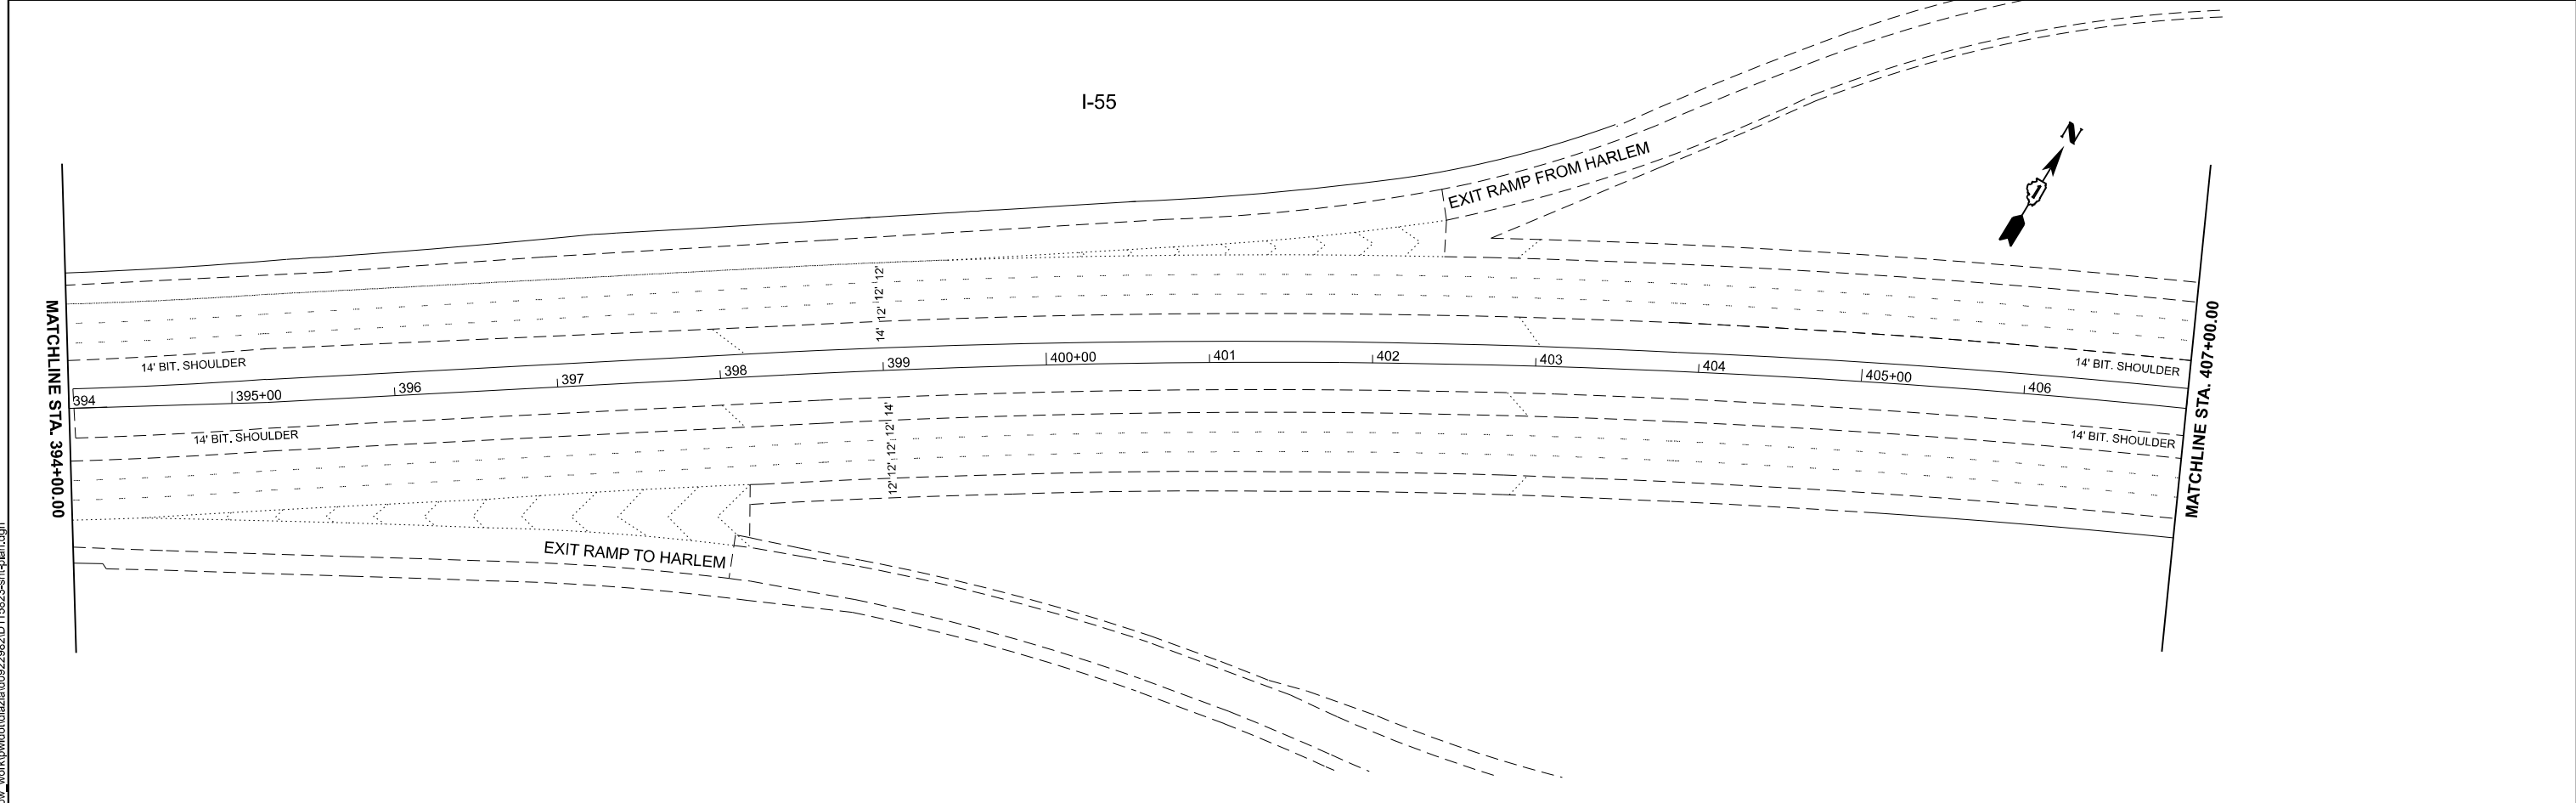 I-55
N
EXIT RAMP FROM HARLEM
MATCHLINE STA. 394+00.00
MATCHLINE STA. 407+00.00
14' 12' 12' 12'
14' BIT. SHOULDER
14' BIT. SHOULDER
394
395+00
396
397
398
399
400+00
401
402
403
404
405+00
406
14' BIT. SHOULDER
14' BIT. SHOULDER
12' 12' 12' 12' 14'
EXIT RAMP TO HARLEM